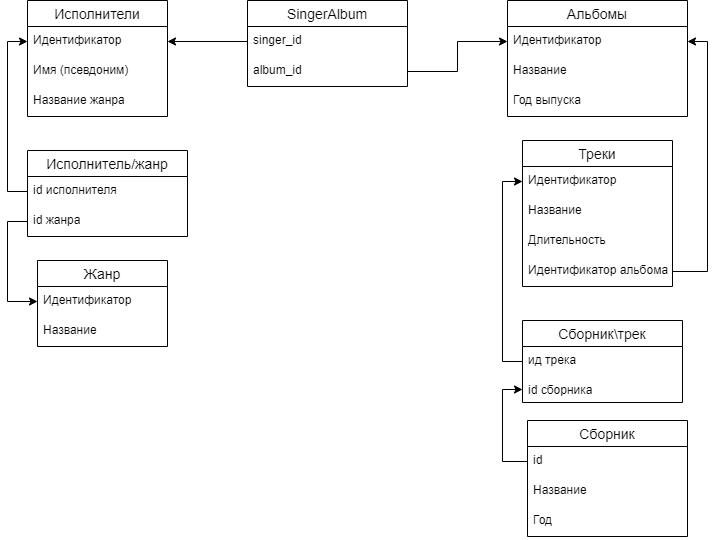 Исполнители
Идентификатор
Имя (псевдоним)
Название жанра
SingerAlbum
singer_id
album_id
Альбомы
Идентификатор
Название
Год выпуска
Исполнитель/жанр
id исполнителя
id жанра
Треки
Идентификатор
Название
Длительность
Идентификатор альбома
Жанр
Идентификатор
Название
Сборник\трек
ид трека
id сборника
Сборник
id
Название
Год